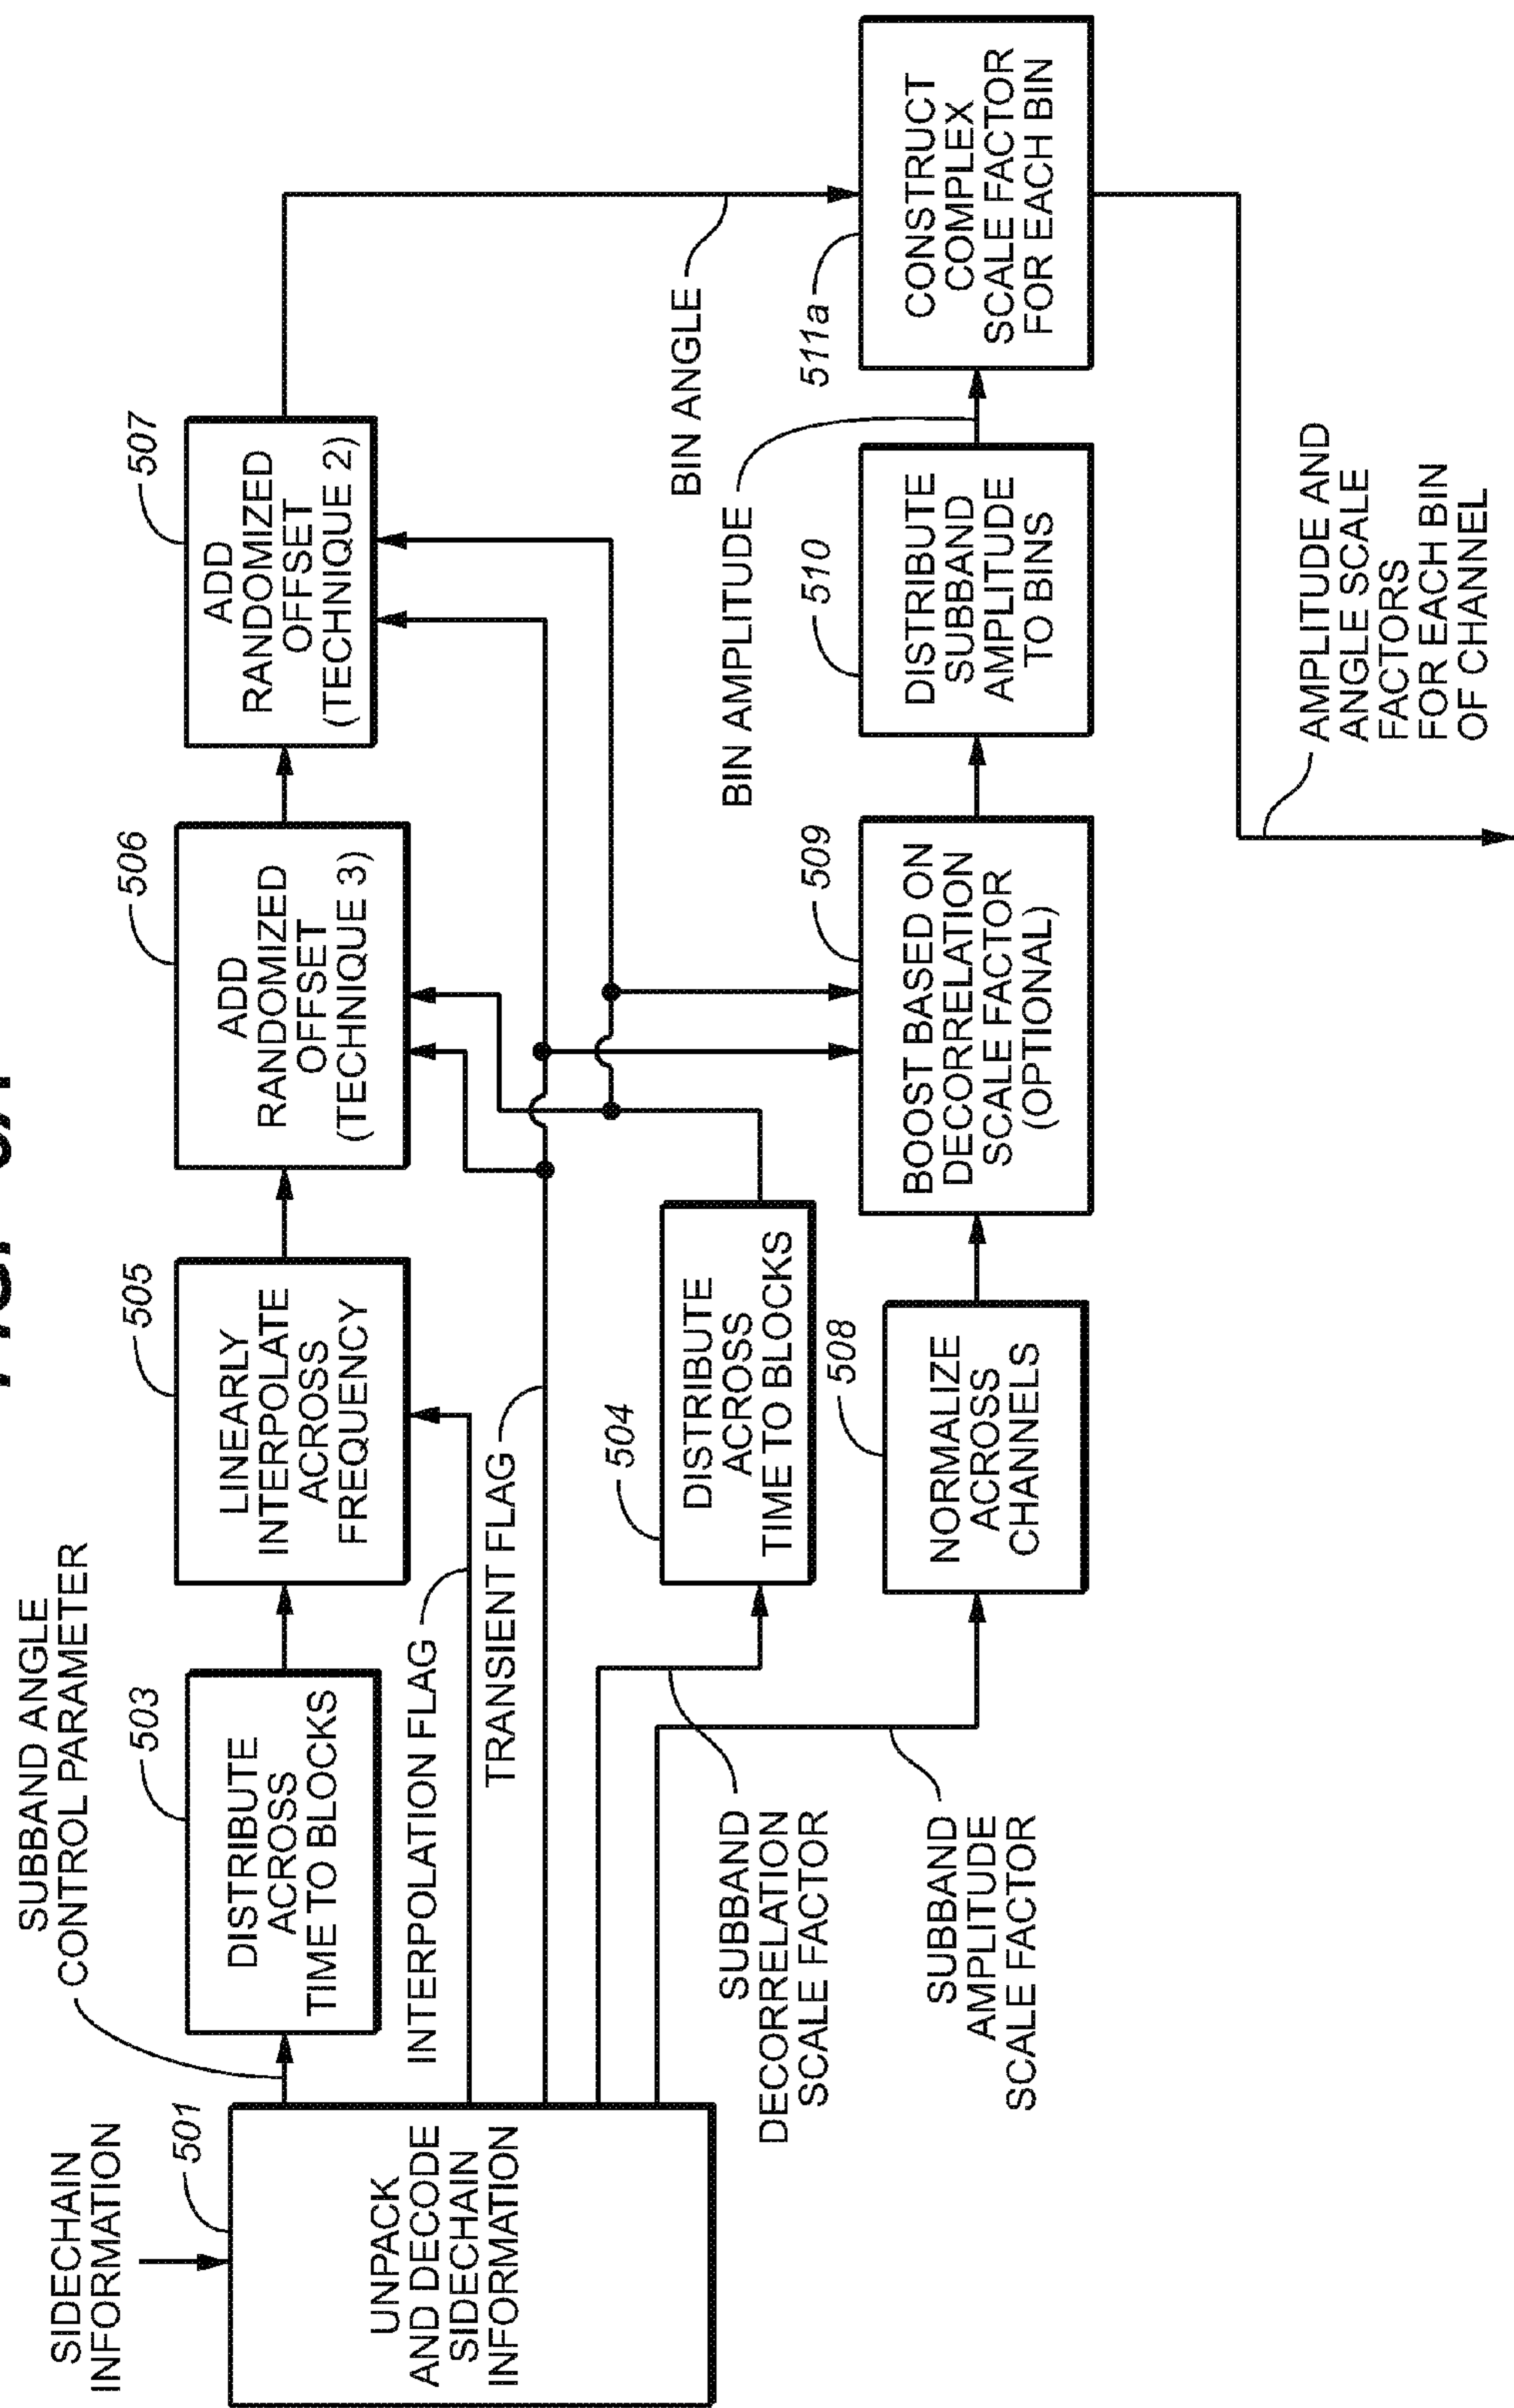 SIDECHAIN
INFORMATION
501
UNPACK
AND DECODE
SIDECHAIN
INFORMATION
SUBBAND ANGLE
CONTROL PARAMETER
503
DISTRIBUTE
ACROSS
TIME TO BLOCKS
505
LINEARLY
INTERPOLATE
ACROSS
FREQUENCY
506
ADD
RANDOMIZED
OFFSET
(TECHNIQUE 3)
507
ADD
RANDOMIZED
OFFSET
(TECHNIQUE 2)
INTERPOLATION FLAG
TRANSIENT FLAG
504
DISTRIBUTE
ACROSS
TIME TO BLOCKS
SUBBAND
DECORRELATION
SCALE FACTOR
SUBBAND
AMPLITUDE
SCALE FACTOR
508
NORMALIZE
ACROSS
CHANNELS
509
BOOST BASED ON
DECORRELATION
SCALE FACTOR
(OPTIONAL)
510
DISTRIBUTE
SUBBAND
AMPLITUDE
TO BINS
BIN AMPLITUDE
BIN ANGLE
511a
CONSTRUCT
COMPLEX
SCALE FACTOR
FOR EACH BIN
AMPLITUDE AND
ANGLE SCALE
FACTORS
FOR EACH BIN
OF CHANNEL